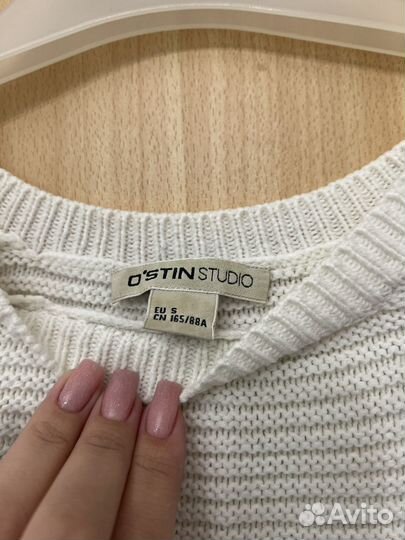 O'STIN STUDIO
EU S
CN 165/88A
Avito